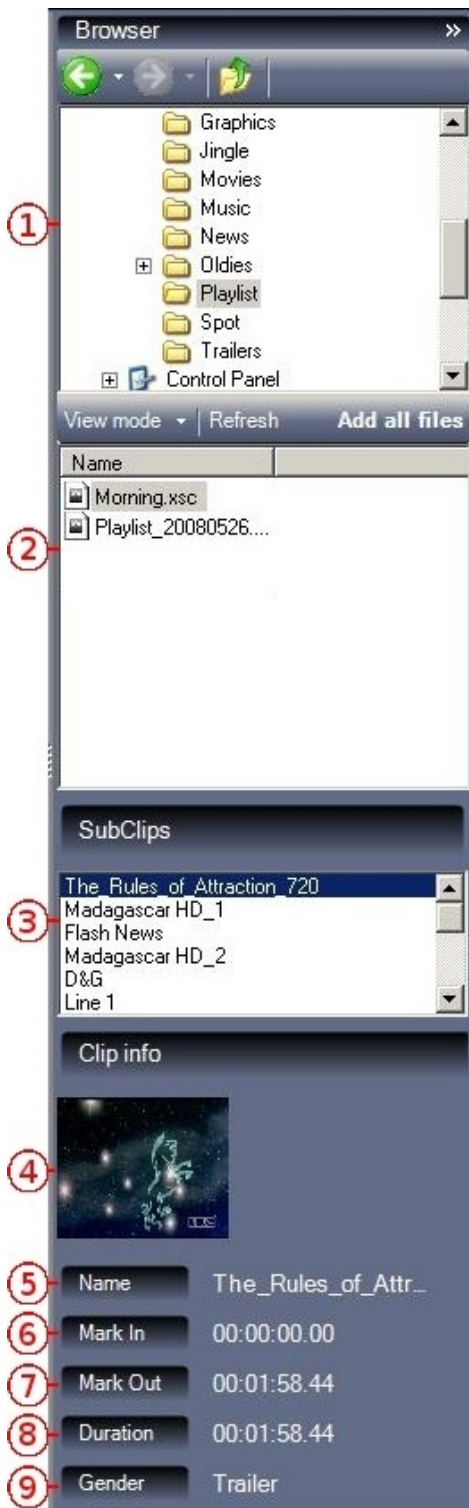 Browser »
Graphics
Jingle
Movies
Music
1
News
Oldies
Playlist
Spot
Trailers
Control Panel
View mode Refresh Add all files
Name
Morning.xsc
Playlist_20080526....
2
SubClips
The_Rules_of_Attraction_720
Madagascar HD_1
3
Flash News
Madagascar HD_2
D&G
Line 1
Clip info
4
5 Name The_Rules_of_Attr...
6 Mark In 00:00:00.00
7 Mark Out 00:01:58.44
8 Duration 00:01:58.44
9 Gender Trailer